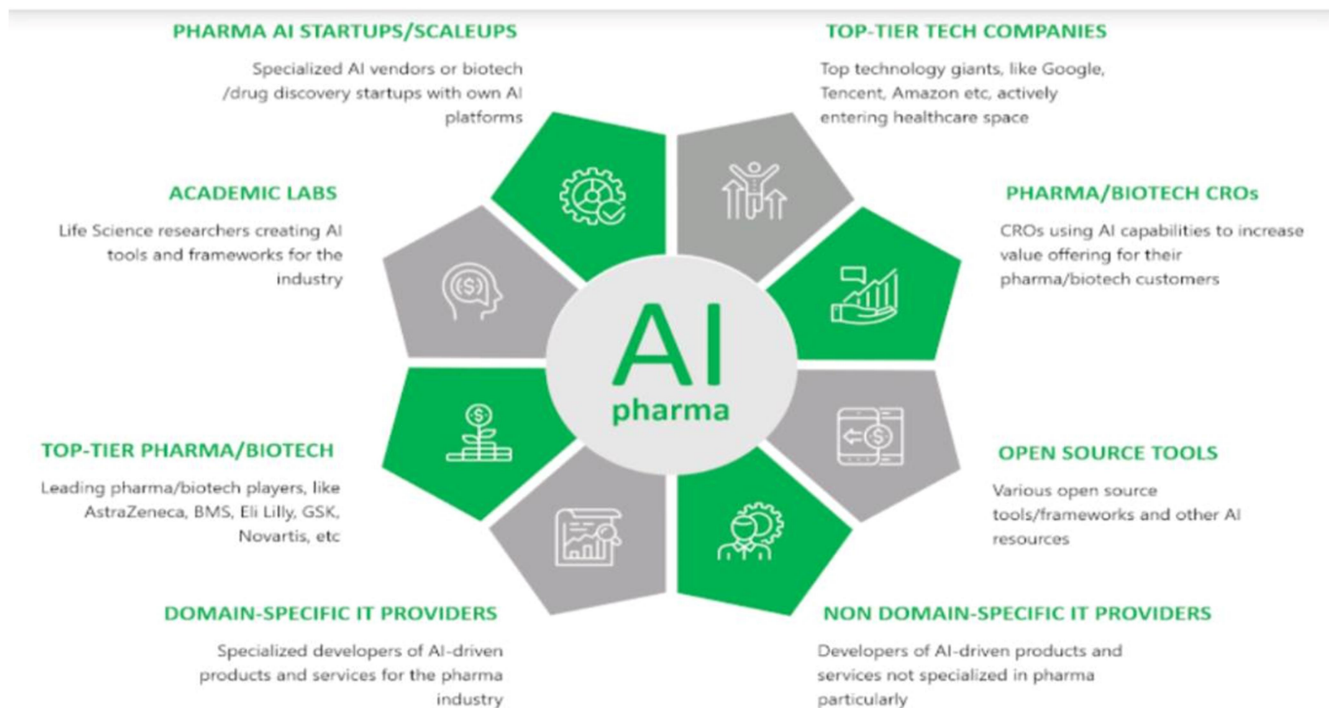 PHARMA AI STARTUPS/SCALEUPS
Specialized AI vendors or biotech
/drug discovery startups with own AI
platforms
TOP-TIER TECH COMPANIES
Top technology giants, like Google,
Tencent, Amazon etc, actively
entering healthcare space
ACADEMIC LABS
Life Science researchers creating AI
tools and frameworks for the
industry
PHARMA/BIOTECH CROs
CROs using AI capabilities to increase
value offering for their
pharma/biotech customers
AI
pharma
TOP-TIER PHARMA/BIOTECH
Leading pharma/biotech players, like
AstraZeneca, BMS, Eli Lilly, GSK,
Novartis, etc
OPEN SOURCE TOOLS
Various open source
tools/frameworks and other AI
resources
DOMAIN-SPECIFIC IT PROVIDERS
Specialized developers of AI-driven
products and services for the pharma
industry
NON DOMAIN-SPECIFIC IT PROVIDERS
Developers of AI-driven products and
services not specialized in pharma
particularly